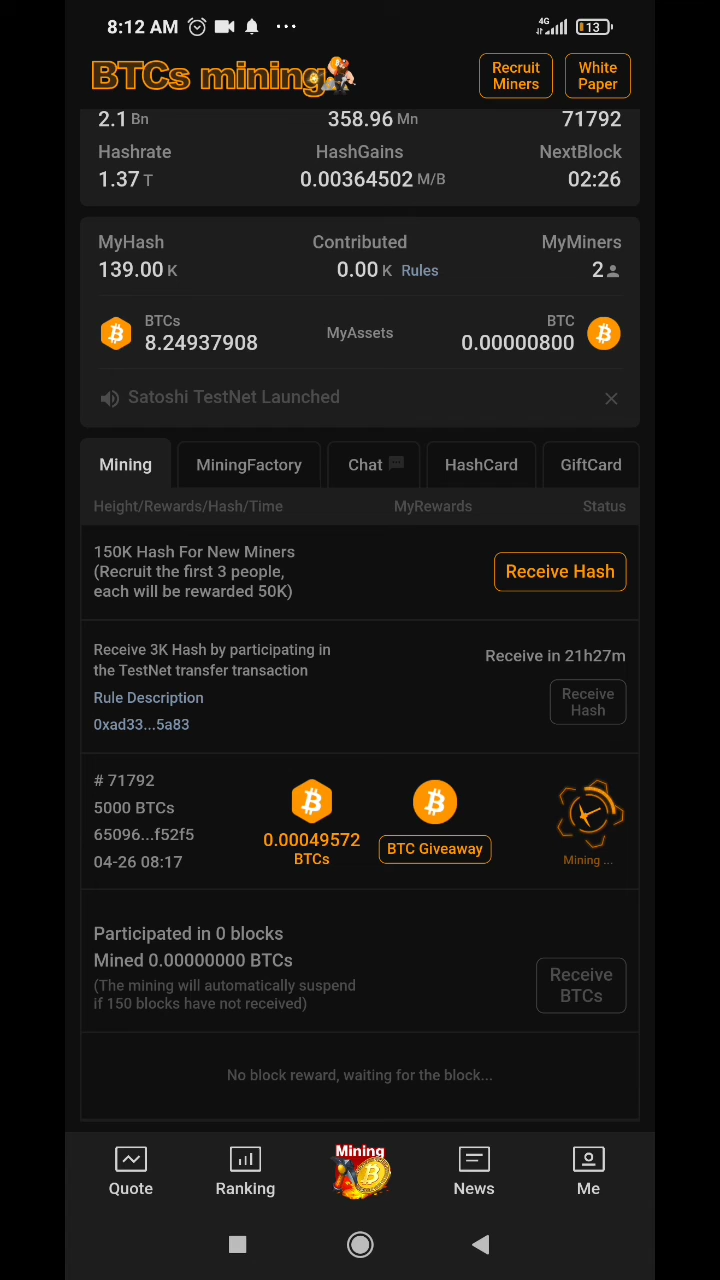 8:12 AM
4G
13
BTCs mining
Recruit Miners
White Paper
2.1 Bn
358.96 Mn
71792
Hashrate
HashGains
NextBlock
1.37 T
0.00364502 M/B
02:26
MyHash
Contributed
MyMiners
139.00 K
0.00 K Rules
2
BTCs
8.24937908
MyAssets
BTC
0.00000800
Satoshi TestNet Launched
Mining
MiningFactory
Chat
HashCard
GiftCard
Height/Rewards/Hash/Time
MyRewards
Status
150K Hash For New Miners
(Recruit the first 3 people,
each will be rewarded 50K)
Receive Hash
Receive 3K Hash by participating in
the TestNet transfer transaction
Rule Description
0xad33...5a83
Receive in 21h27m
Receive
Hash
# 71792
5000 BTCs
65096...f52f5
04-26 08:17
0.00049572
BTCs
BTC Giveaway
Mining ...
Participated in 0 blocks
Mined 0.00000000 BTCs
(The mining will automatically suspend
if 150 blocks have not received)
Receive
BTCs
No block reward, waiting for the block...
Quote
Ranking
Mining
News
Me